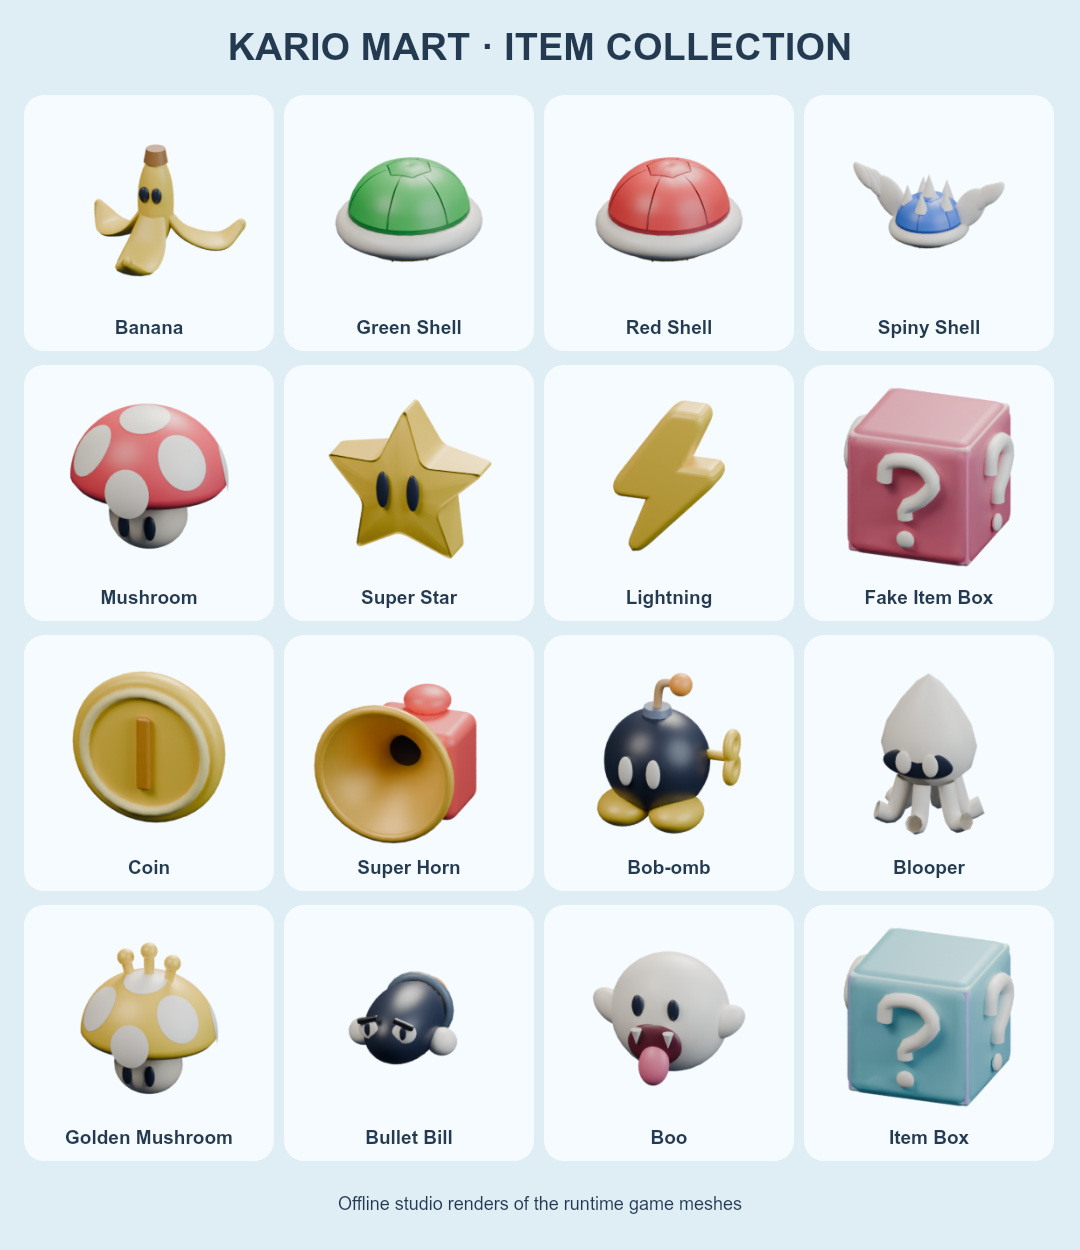 KARIO MART · ITEM COLLECTION
Banana
Green Shell
Red Shell
Spiny Shell
Mushroom
Super Star
Lightning
? ?
Fake Item Box
Coin
Super Horn
Bob-omb
Blooper
Golden Mushroom
Bullet Bill
Boo
? ?
Item Box
Offline studio renders of the runtime game meshes